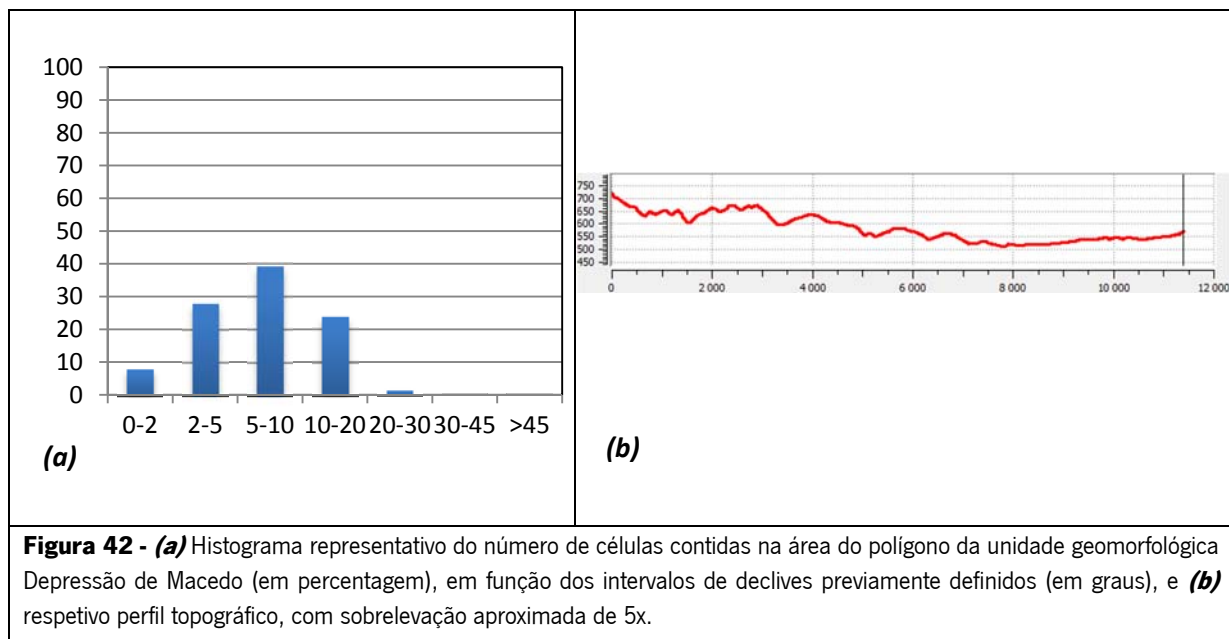 100
90
80
70
60
50
40
30
20
10
0
0-2 2-5 5-10 10-20 20-30 30-45 >45
(a)
750
700
650
600
550
500
450
0 2 000 4 000 6 000 8 000 10 000 12 000
(b)
Figura 42 - (a) Histograma representativo do número de células contidas na área do polígono da unidade geomorfológica
Depressão de Macedo (em percentagem), em função dos intervalos de declives previamente definidos (em graus), e (b)
respetivo perfil topográfico, com sobrelevação aproximada de 5x.